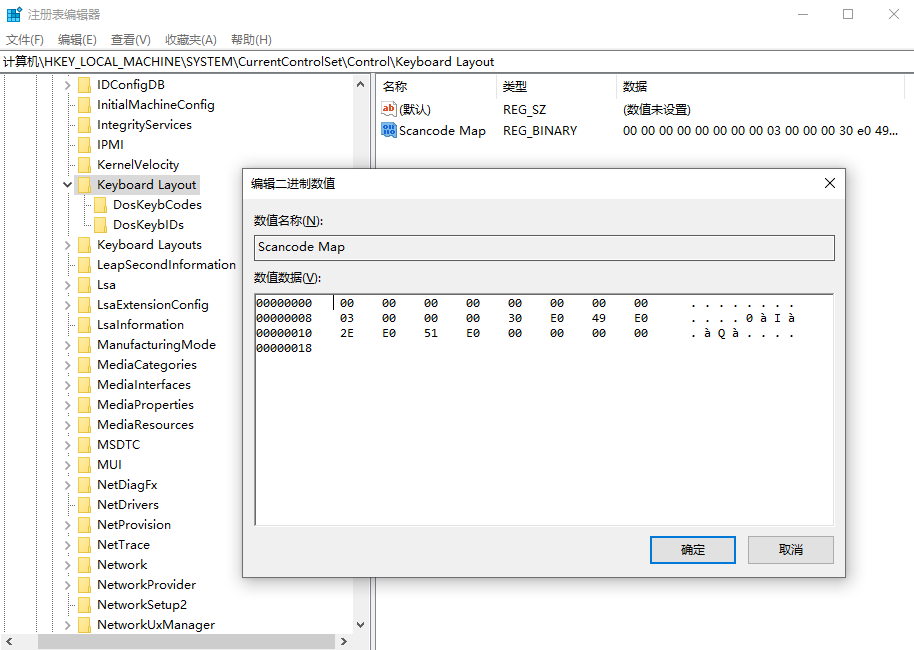 注册表编辑器
文件(F) 编辑(E) 查看(V) 收藏夹(A) 帮助(H)
计算机\HKEY_LOCAL_MACHINE\SYSTEM\CurrentControlSet\Control\Keyboard Layout
IDConfigDB
InitialMachineConfig
IntegrityServices
IPMI
KernelVelocity
Keyboard Layout
DosKeybCodes
DosKeybIDs
Keyboard Layouts
LeapSecondInformation
Lsa
LsaExtensionConfig
LsaInformation
ManufacturingMode
MediaCategories
MediaInterfaces
MediaProperties
MediaResources
MSDTC
MUI
NetDiagFx
NetDrivers
NetProvision
NetTrace
Network
NetworkProvider
NetworkSetup2
NetworkUxManager
名称 类型 数据
ab (默认) REG_SZ (数值未设置)
Scancode Map REG_BINARY 00 00 00 00 00 00 00 00 03 00 00 00 30 e0 49...
编辑二进制数值
数值名称(N):
Scancode Map
数值数据(V):
00000000 00 00 00 00 00 00 00 00 . . . . . . . .
00000008 03 00 00 00 30 E0 49 E0 . . . . 0 à I à
00000010 2E E0 51 E0 00 00 00 00 . à Q à . . . .
00000018
确定 取消